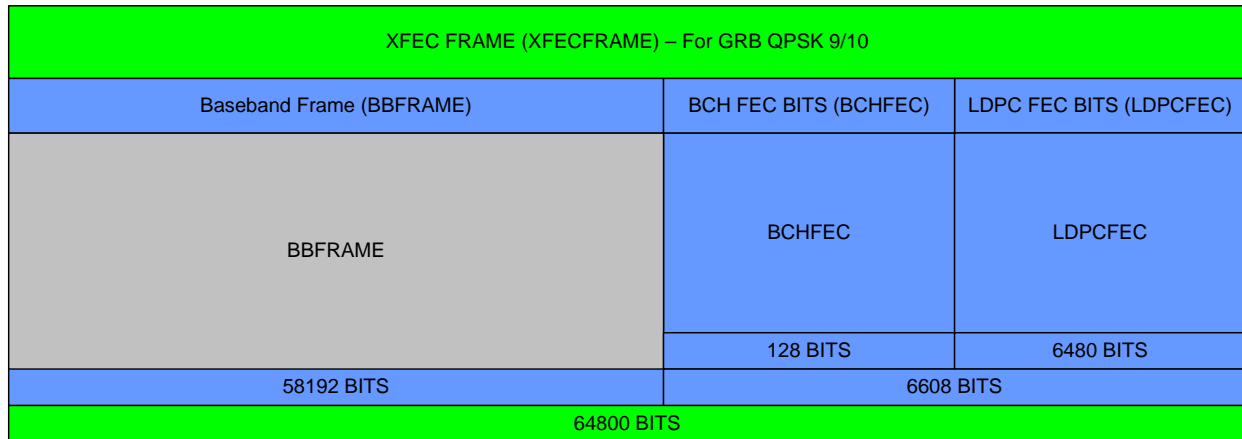 XFEC FRAME (XFECFRAME) – For GRB QPSK 9/10
Baseband Frame (BBFRAME)
BCH FEC BITS (BCHFEC)
LDPC FEC BITS (LDPCFEC)
BBFRAME
BCHFEC
LDPCFEC
128 BITS
6480 BITS
58192 BITS
6608 BITS
64800 BITS